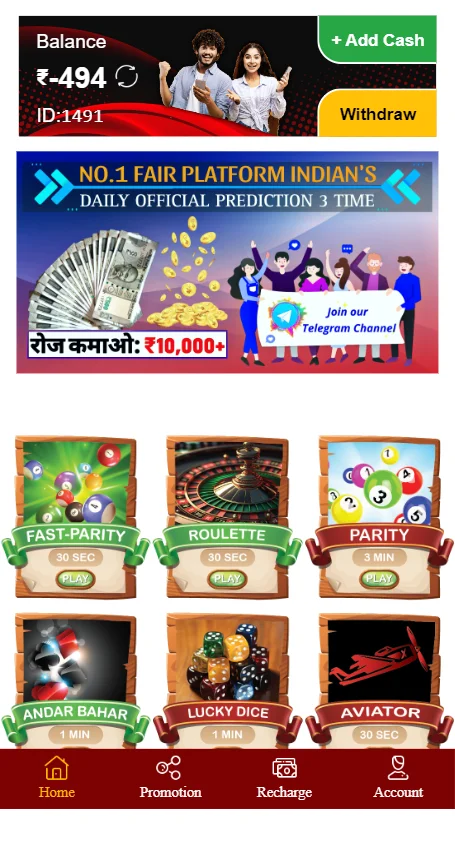 Balance
+ Add Cash
₹-494
ID:1491
Withdraw
NO.1 FAIR PLATFORM INDIAN'S
DAILY OFFICIAL PREDICTION 3 TIME
Join our
Telegram Channel
रोज कमाओ: ₹10,000+
FAST-PARITY ROULETTE PARITY
30 SEC 30 SEC 3 MIN
PLAY PLAY PLAY
ANDAR BAHAR LUCKY DICE AVIATOR
1 MIN 1 MIN 30 SEC
Home Promotion Recharge Account